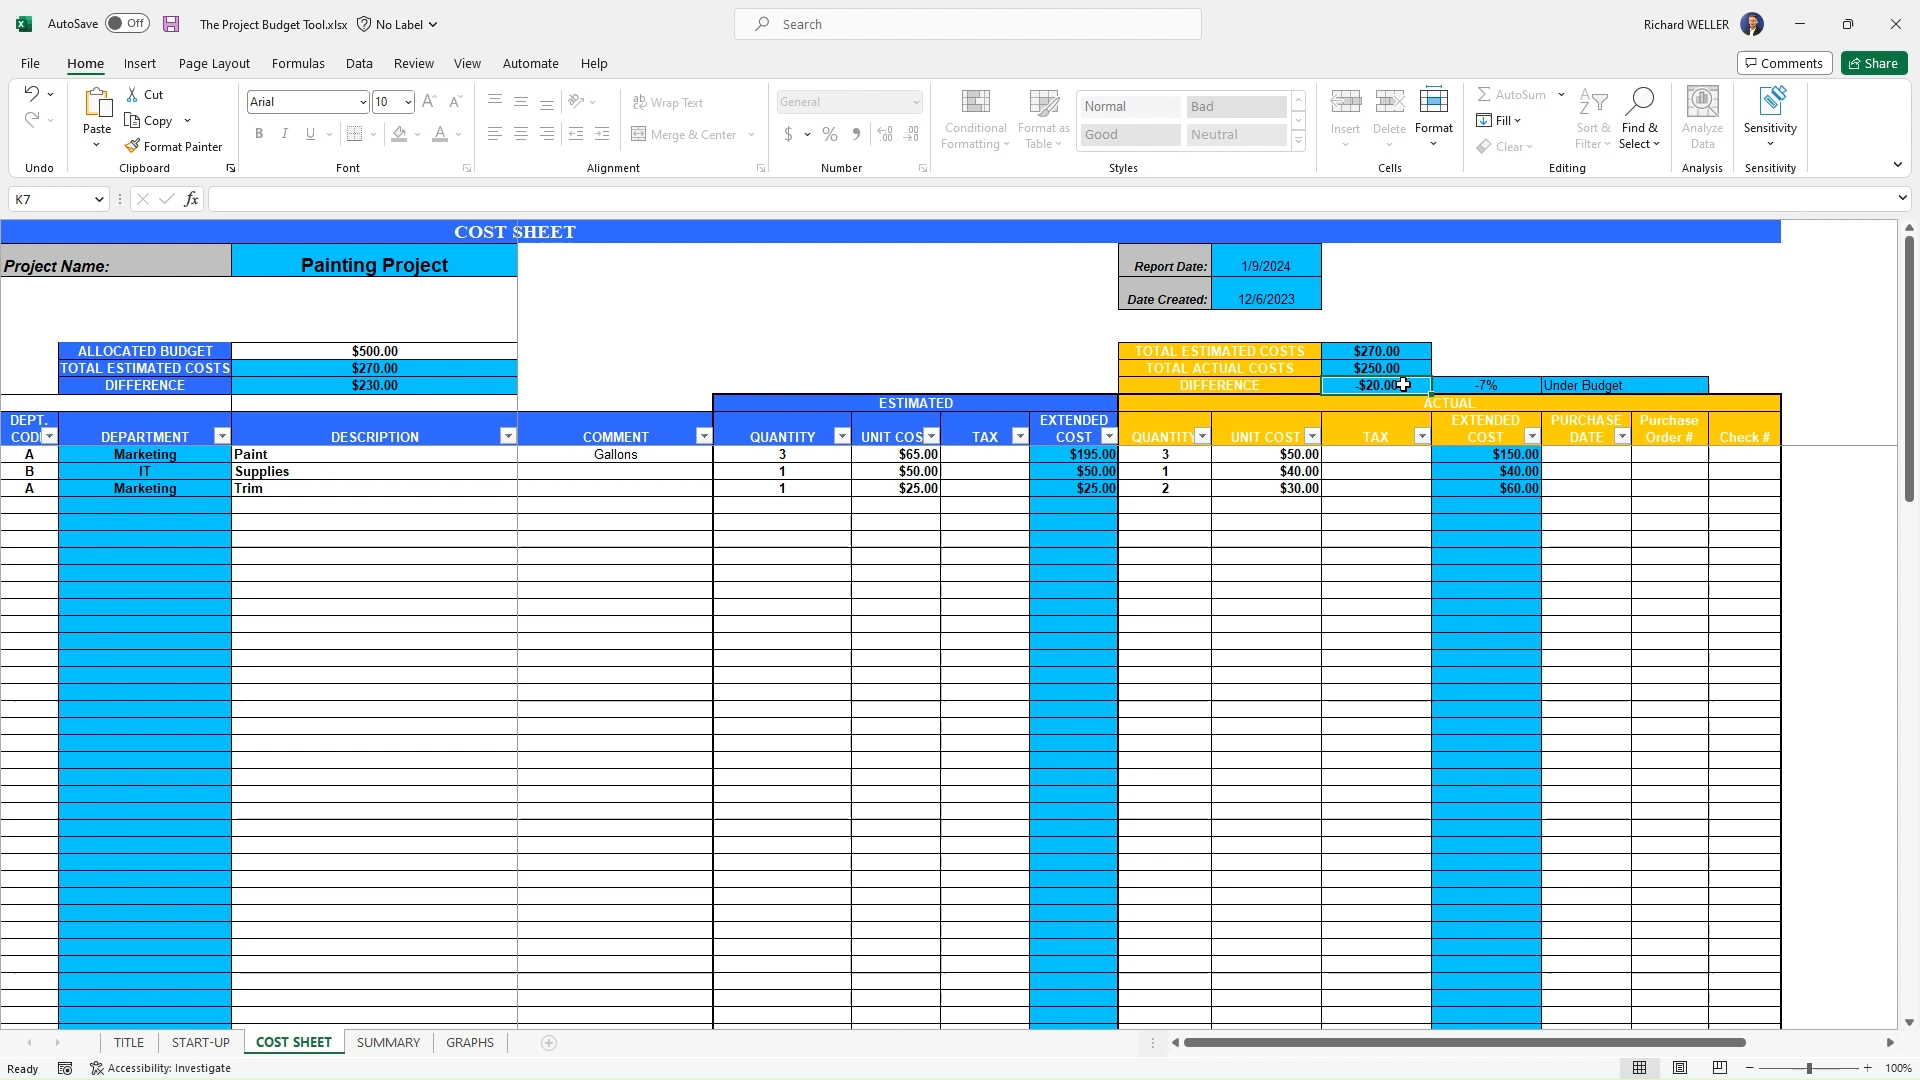 AutoSave Off The Project Budget Tool.xlsx No Label Search Richard WELLER
File Home Insert Page Layout Formulas Data Review View Automate Help Comments Share
Paste Cut Copy Format Painter
Arial 10
B I U A
ab Wrap Text
Merge & Center
General
$ % 9
Conditional Formatting Format as Table
Normal Bad
Good Neutral
Insert Delete Format
AutoSum
Fill
Clear
Sort & Filter Find & Select
Analyze Data
Sensitivity
Undo Clipboard Font Alignment Number Styles Cells Editing Analysis Sensitivity
K7 fx
COST SHEET
Project Name: Painting Project Report Date: 1/9/2024
Date Created: 12/6/2023
ALLOCATED BUDGET $500.00 TOTAL ESTIMATED COSTS $270.00
TOTAL ESTIMATED COSTS $270.00 TOTAL ACTUAL COSTS $250.00
DIFFERENCE $230.00 DIFFERENCE -$20.00 -7% Under Budget
ESTIMATED ACTUAL
DEPT. EXTENDED EXTENDED PURCHASE Purchase
CODE DEPARTMENT DESCRIPTION COMMENT QUANTITY UNIT COS TAX COST QUANTITY UNIT COST TAX COST DATE Order # Check #
A Marketing Paint Gallons 3 $65.00 $195.00 3 $50.00 $150.00
B IT Supplies 1 $50.00 $50.00 1 $40.00 $40.00
A Marketing Trim 1 $25.00 $25.00 2 $30.00 $60.00
TITLE START-UP COST SHEET SUMMARY GRAPHS
Ready Accessibility: Investigate 100%